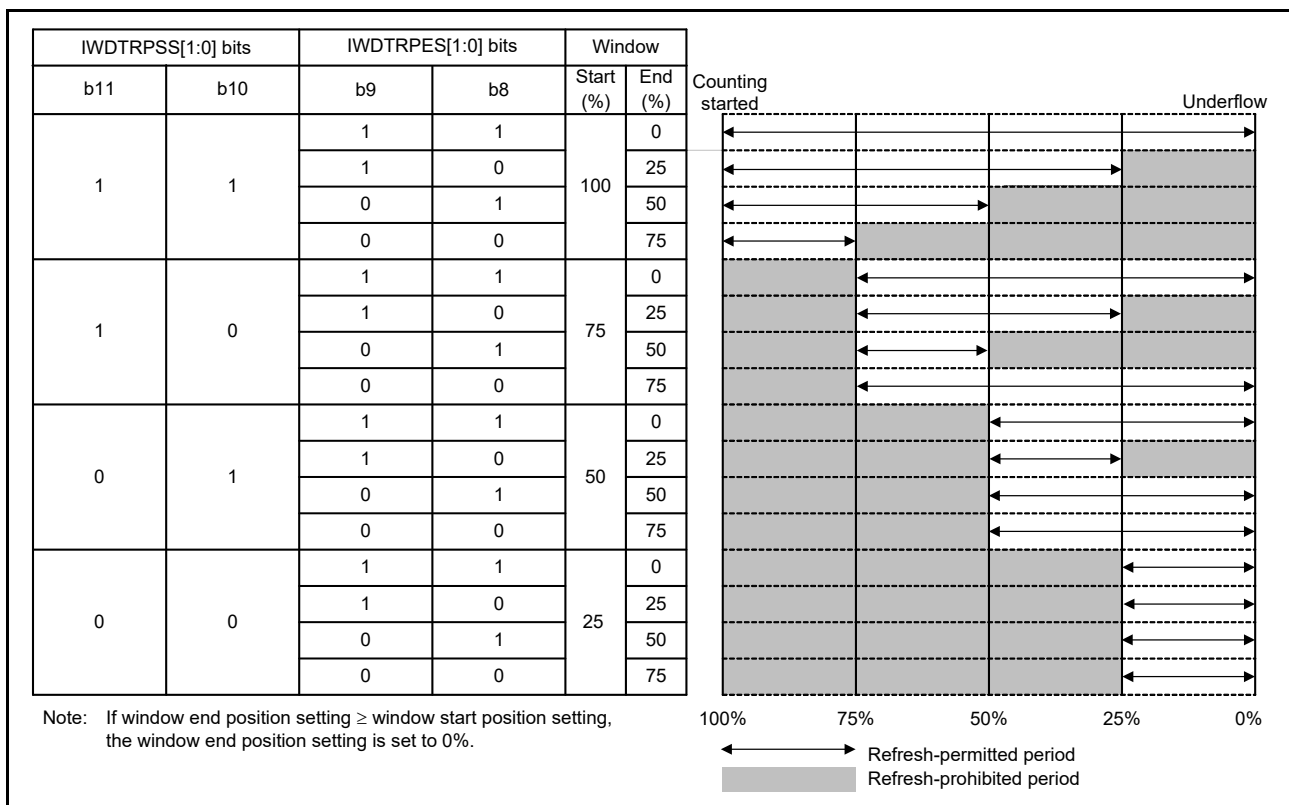 IWDTRPSS[1:0] bits IWDTRPES[1:0] bits Window
b11 b10 b9 b8 Start (%) End (%)
Counting started Underflow
1 1 1 1 100 0
1 0 25
0 1 50
0 0 75
1 0 1 1 75 0
1 0 25
0 1 50
0 0 75
0 1 1 1 50 0
1 0 25
0 1 50
0 0 75
0 0 1 1 25 0
1 0 25
0 1 50
0 0 75
Note: If window end position setting ≥ window start position setting,
the window end position setting is set to 0%.
100% 75% 50% 25% 0%
Refresh-permitted period
Refresh-prohibited period